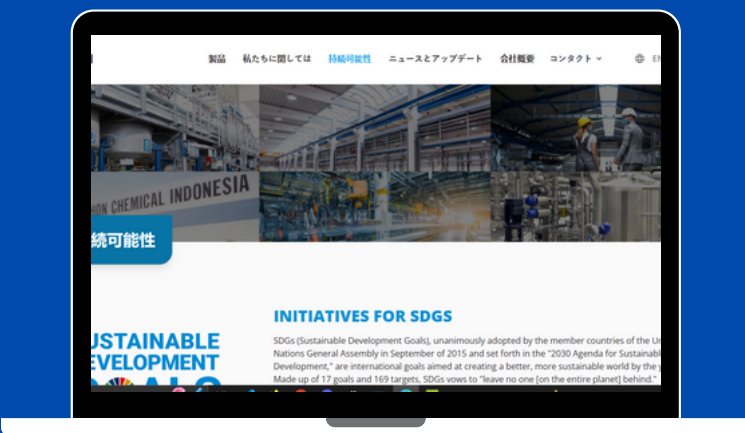 製品 私たちに関しては 持続可能性 ニュースとアップデート 会社概要 コンタクト EN
CHEMICAL INDONESIA
続可能性
INITIATIVES FOR SDGS
SDGs (Sustainable Development Goals), unanimously adopted by the member countries of the Un
Nations General Assembly in September of 2015 and set forth in the "2030 Agenda for Sustainabl
Development," are international goals aimed at creating a better, more sustainable world by the y
Made up of 17 goals and 169 targets, SDGs vows to "leave no one [on the entire planet] behind."
USTAINABLE
EVELOPMENT